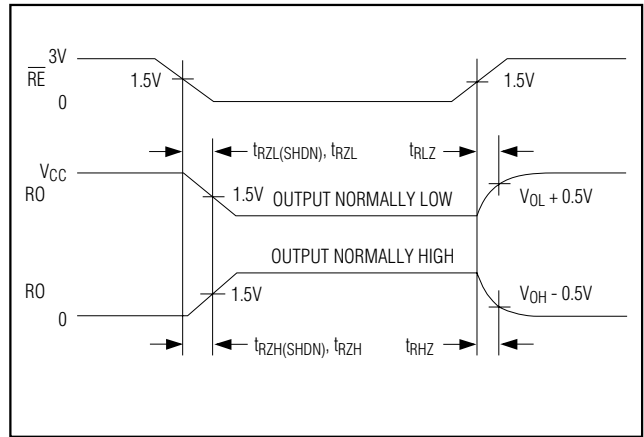 3V
RE
1.5V
1.5V
0
tRZL(SHDN), tRZL
tRLZ
VCC
RO
1.5V
OUTPUT NORMALLY LOW
VOL + 0.5V
OUTPUT NORMALLY HIGH
RO
1.5V
VOH - 0.5V
0
tRZH(SHDN), tRZH
tRHZ